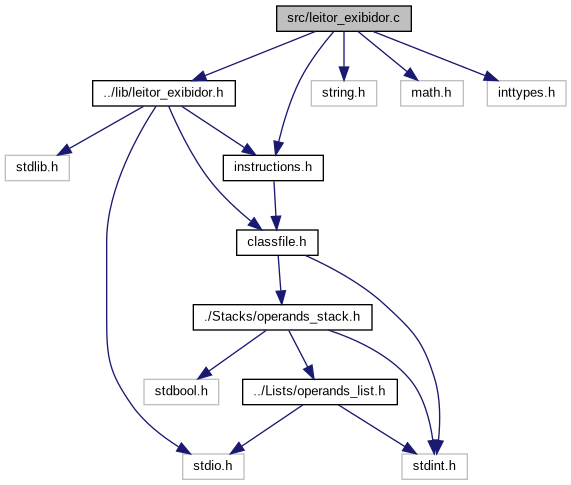 src/leitor_exibidor.c
../lib/leitor_exibidor.h
string.h
math.h
inttypes.h
stdlib.h
instructions.h
classfile.h
./Stacks/operands_stack.h
stdbool.h
../Lists/operands_list.h
stdio.h
stdint.h